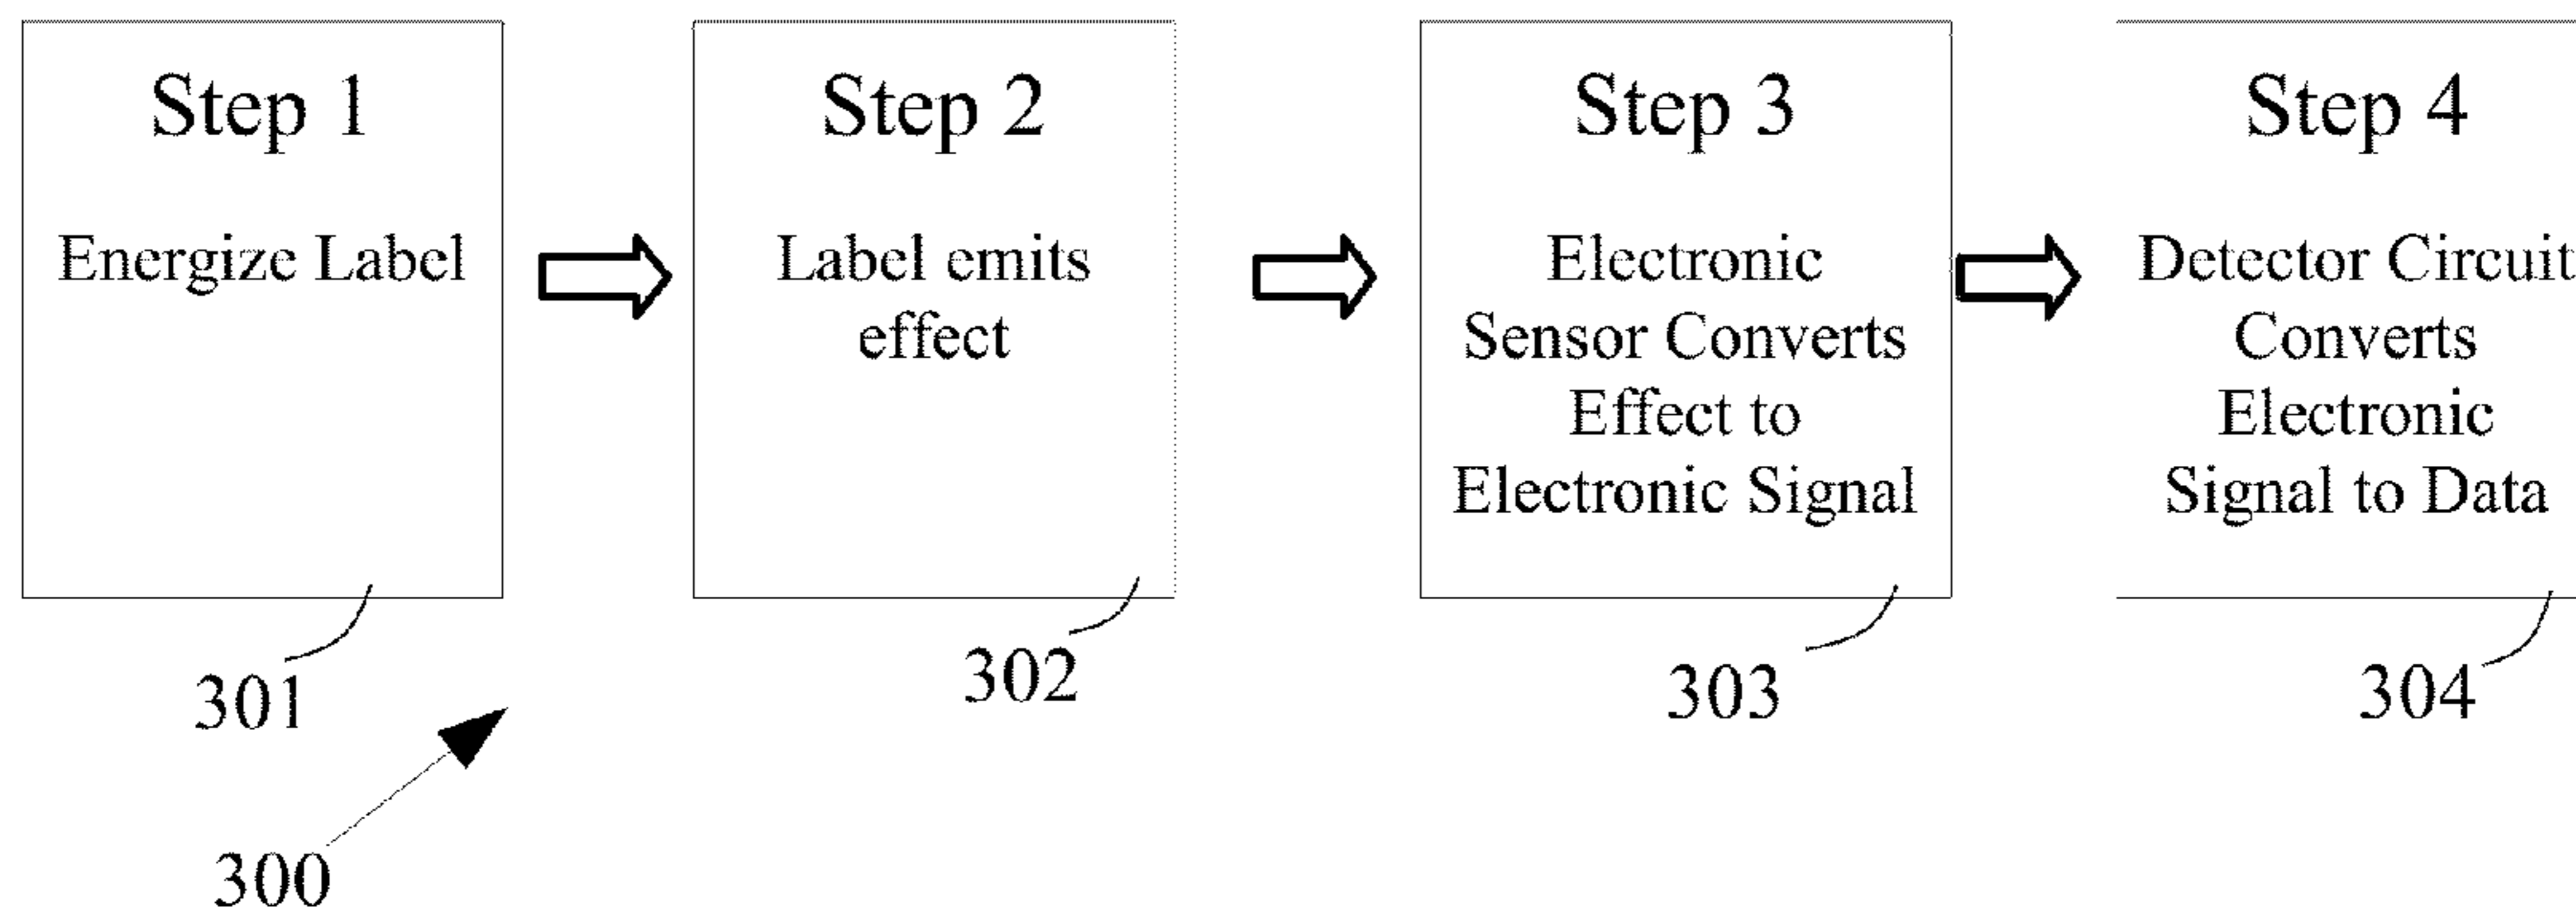 Step 1
Energize Label
301
Step 2
Label emits
effect
302
Step 3
Electronic
Sensor Converts
Effect to
Electronic Signal
303
Step 4
Detector Circuit
Converts
Electronic
Signal to Data
304
300